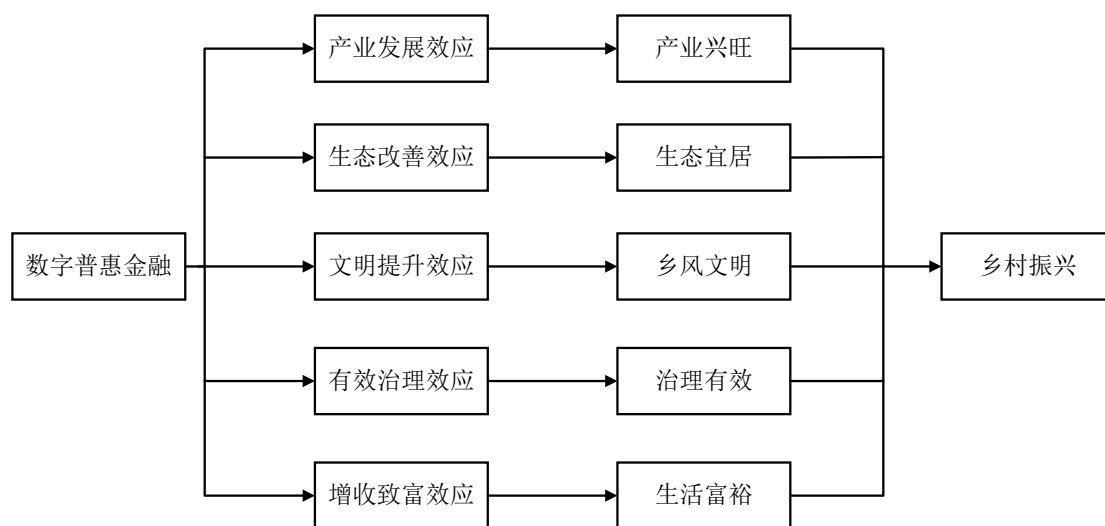 产业发展效应
产业兴旺
生态改善效应
生态宜居
数字普惠金融
文明提升效应
乡风文明
乡村振兴
有效治理效应
治理有效
增收致富效应
生活富裕